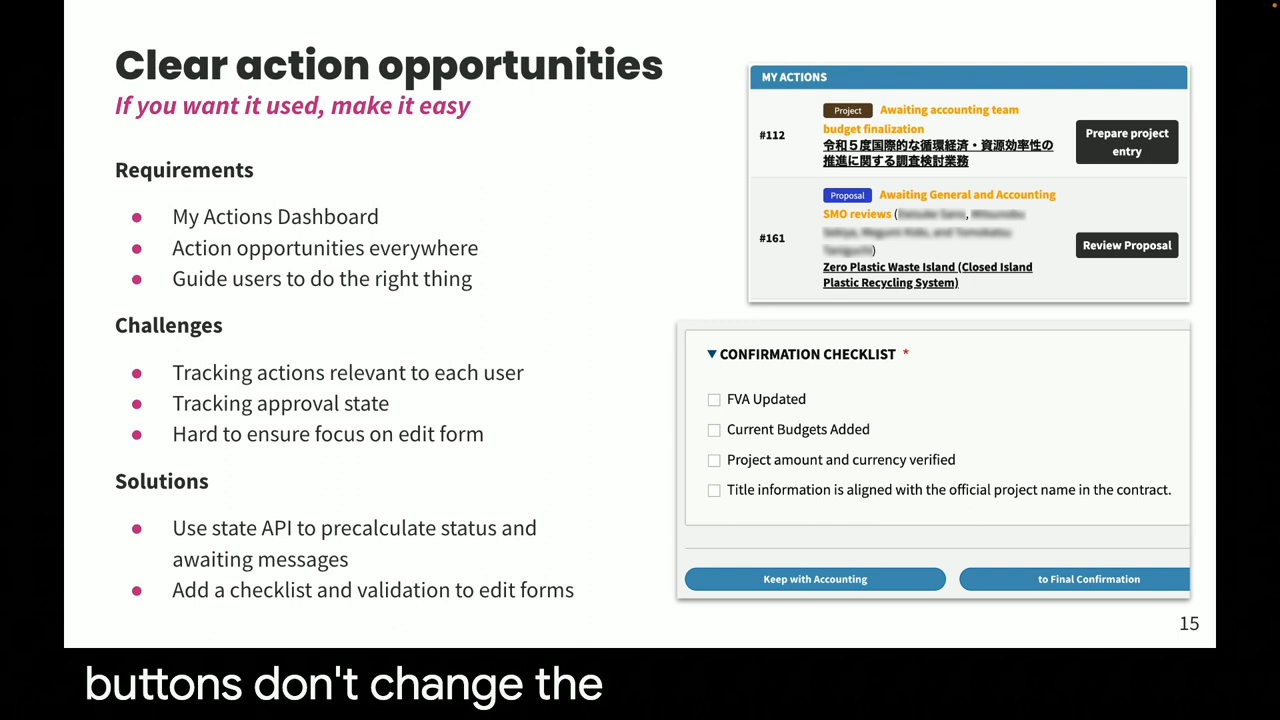 Clear action opportunities
If you want it used, make it easy
Requirements
My Actions Dashboard
Action opportunities everywhere
Guide users to do the right thing
Challenges
Tracking actions relevant to each user
Tracking approval state
Hard to ensure focus on edit form
Solutions
Use state API to precalculate status and
awaiting messages
Add a checklist and validation to edit forms
MY ACTIONS
#112
Project Awaiting accounting team
budget finalization
令和５度国際的な循環経済・資源効率性の
推進に関する調査検討業務
Prepare project
entry
#161
Proposal Awaiting General and Accounting
SMO reviews (
)
Zero Plastic Waste Island (Closed Island
Plastic Recycling System)
Review Proposal
▼ CONFIRMATION CHECKLIST *
FVA Updated
Current Budgets Added
Project amount and currency verified
Title information is aligned with the official project name in the contract.
Keep with Accounting
to Final Confirmation
15
buttons don't change the